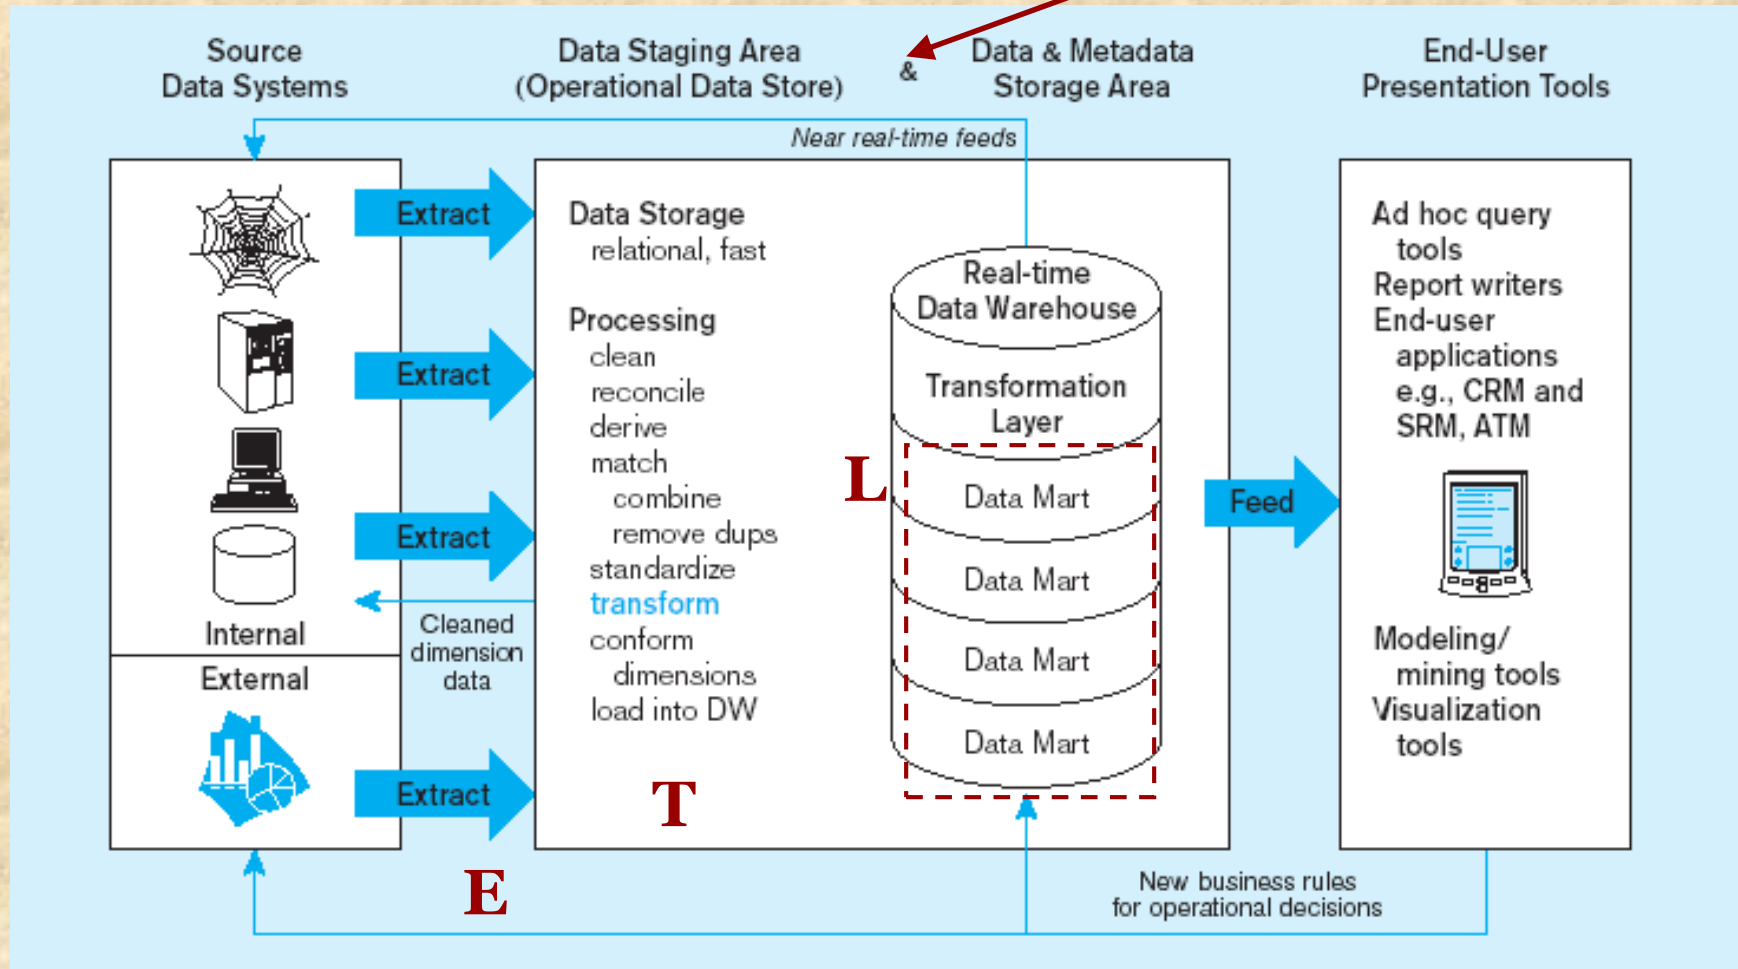 Source
Data Systems
Data Staging Area
(Operational Data Store)
&
Data & Metadata
Storage Area
End-User
Presentation Tools
Near real-time feeds
Extract
Extract
Extract
Internal
External
Cleaned
dimension
data
Extract
E
Data Storage
relational, fast
Processing
clean
reconcile
derive
match
combine
remove dups
standardize
transform
conform
dimensions
load into DW
T
L
Real-time
Data Warehouse
Transformation
Layer
Data Mart
Data Mart
Data Mart
Data Mart
Feed
Ad hoc query
tools
Report writers
End-user
applications
e.g., CRM and
SRM, ATM
Modeling/
mining tools
Visualization
tools
New business rules
for operational decisions